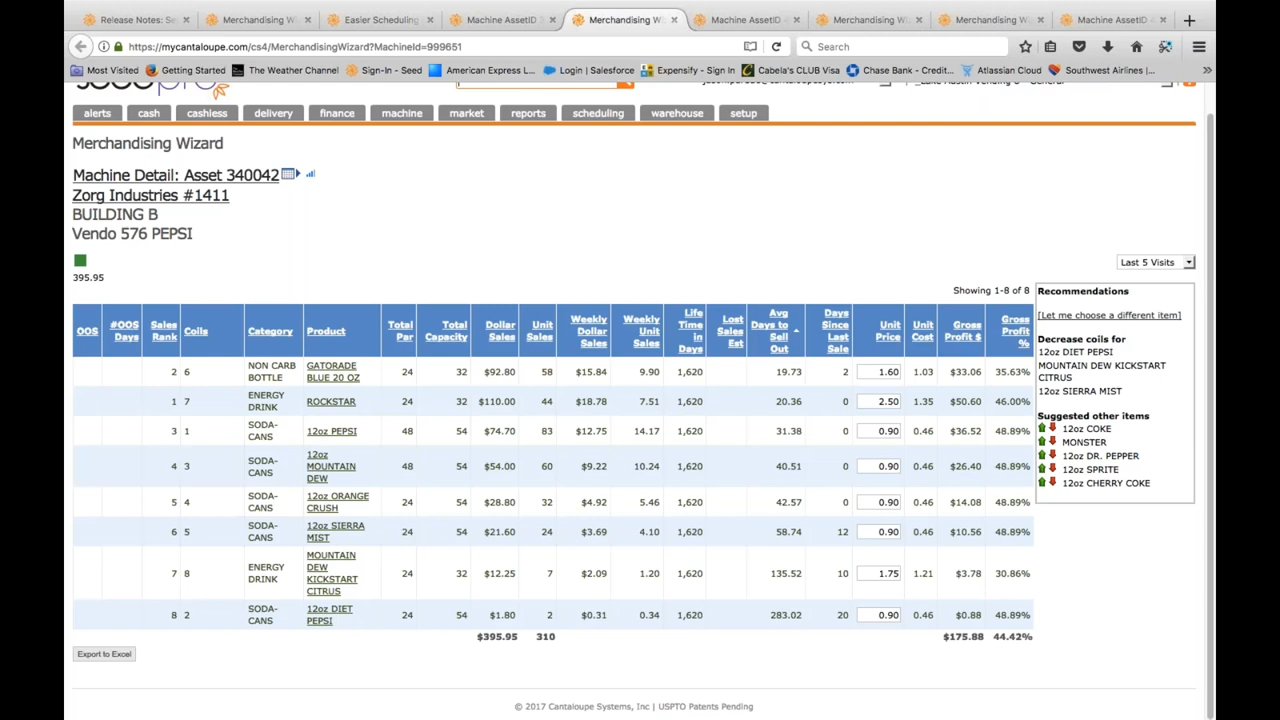 Release Notes: Se
Merchandising Wi
Easier Scheduling
Machine AssetID
Merchandising Wi
Machine AssetID
Merchandising Wi
Merchandising Wi
Machine AssetID
https://mycantaloupe.com/cs4/MerchandisingWizard?MachineId=999651
Search
Most Visited
Getting Started
The Weather Channel
Sign-In - Seed
American Express L...
Login | Salesforce
Expensify - Sign In
Cabela's CLUB Visa
Chase Bank - Credit...
Atlassian Cloud
Southwest Airlines |...
alerts cash cashless delivery finance machine market reports scheduling warehouse setup
Merchandising Wizard
Machine Detail: Asset 340042
Zorg Industries #1411
BUILDING B
Vendo 576 PEPSI
395.95
Last 5 Visits
Showing 1-8 of 8
OOS #OOS Days Sales Rank Coils Category Product Total Par Total Capacity Dollar Sales Unit Sales Weekly Dollar Sales Weekly Unit Sales Life Time in Days Lost Sales Est Avg Days to Sell Out Days Since Last Sale Unit Price Unit Cost Gross Profit $ Gross Profit %
2 6 NON CARB BOTTLE GATORADE BLUE 20 OZ 24 32 $92.80 58 $15.84 9.90 1,620 19.73 2 1.60 1.03 $33.06 35.63%
1 7 ENERGY DRINK ROCKSTAR 24 32 $110.00 44 $18.78 7.51 1,620 20.36 0 2.50 1.35 $50.60 46.00%
3 1 SODA-CANS 12oz PEPSI 48 54 $74.70 83 $12.75 14.17 1,620 31.38 0 0.90 0.46 $36.52 48.89%
4 3 SODA-CANS 12oz MOUNTAIN DEW 48 54 $54.00 60 $9.22 10.24 1,620 40.51 0 0.90 0.46 $26.40 48.89%
5 4 SODA-CANS 12oz ORANGE CRUSH 24 54 $28.80 32 $4.92 5.46 1,620 42.57 0 0.90 0.46 $14.08 48.89%
6 5 SODA-CANS 12oz SIERRA MIST 24 54 $21.60 24 $3.69 4.10 1,620 58.74 12 0.90 0.46 $10.56 48.89%
7 8 ENERGY DRINK MOUNTAIN DEW KICKSTART CITRUS 24 32 $12.25 7 $2.09 1.20 1,620 135.52 10 1.75 1.21 $3.78 30.86%
8 2 SODA-CANS 12oz DIET PEPSI 24 54 $1.80 2 $0.31 0.34 1,620 283.02 20 0.90 0.46 $0.88 48.89%
$395.95 310 $175.88 44.42%
Recommendations
[Let me choose a different item]
Decrease coils for
12oz DIET PEPSI
MOUNTAIN DEW KICKSTART
CITRUS
12oz SIERRA MIST
Suggested other items
12oz COKE
MONSTER
12oz DR. PEPPER
12oz SPRITE
12oz CHERRY COKE
Export to Excel
© 2017 Cantaloupe Systems, Inc | USPTO Patents Pending